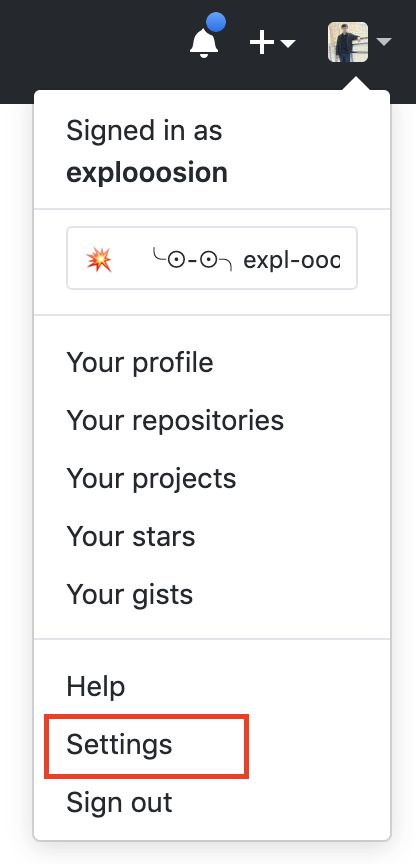 Signed in as
explooosion
💥 ╰⊙-⊙╮ expl-ooo
Your profile
Your repositories
Your projects
Your stars
Your gists
Help
Settings
Sign out